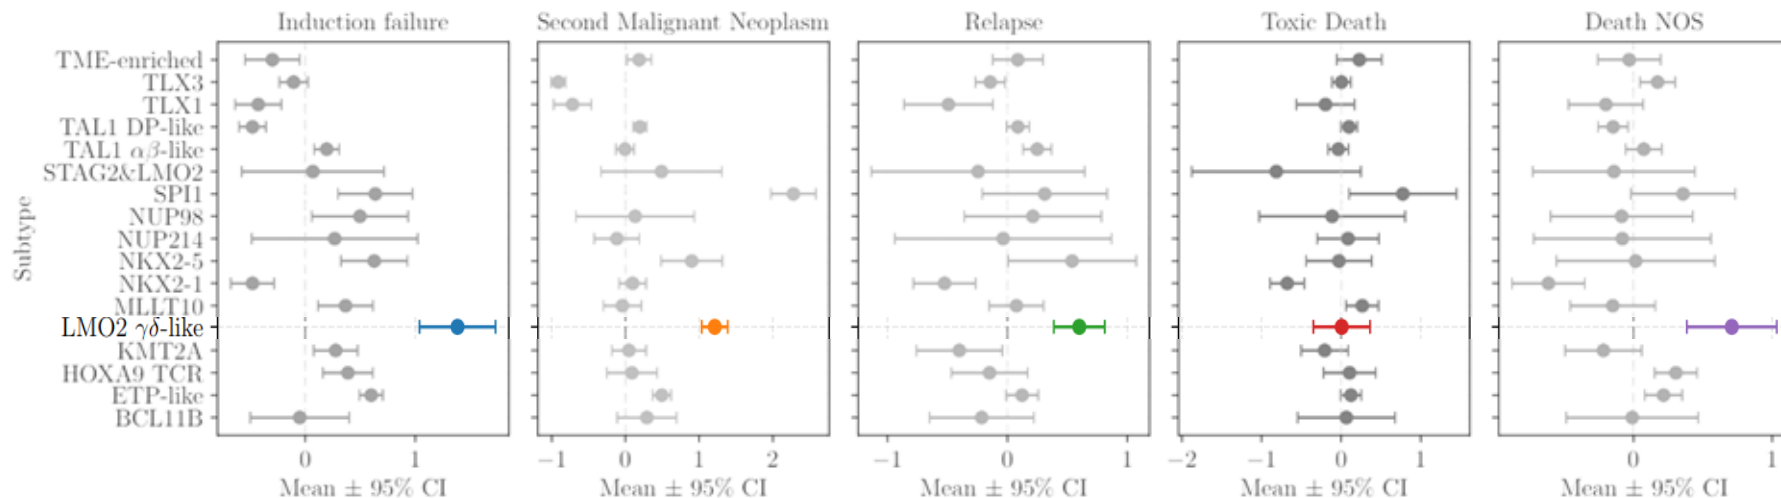 Induction failure Second Malignant Neoplasm Relapse Toxic Death Death NOS
Subtype
TME-enriched
TLX3
TLX1
TAL1 DP-like
TAL1 αβ-like
STAG2&LMO2
SPI1
NUP98
NUP214
NKX2-5
NKX2-1
MLLT10
LMO2 γδ-like
KMT2A
HOXA9 TCR
ETP-like
BCL11B
0 1 −1 0 1 2 −1 0 1 −2 −1 0 1 0 1
Mean ± 95% CI Mean ± 95% CI Mean ± 95% CI Mean ± 95% CI Mean ± 95% CI